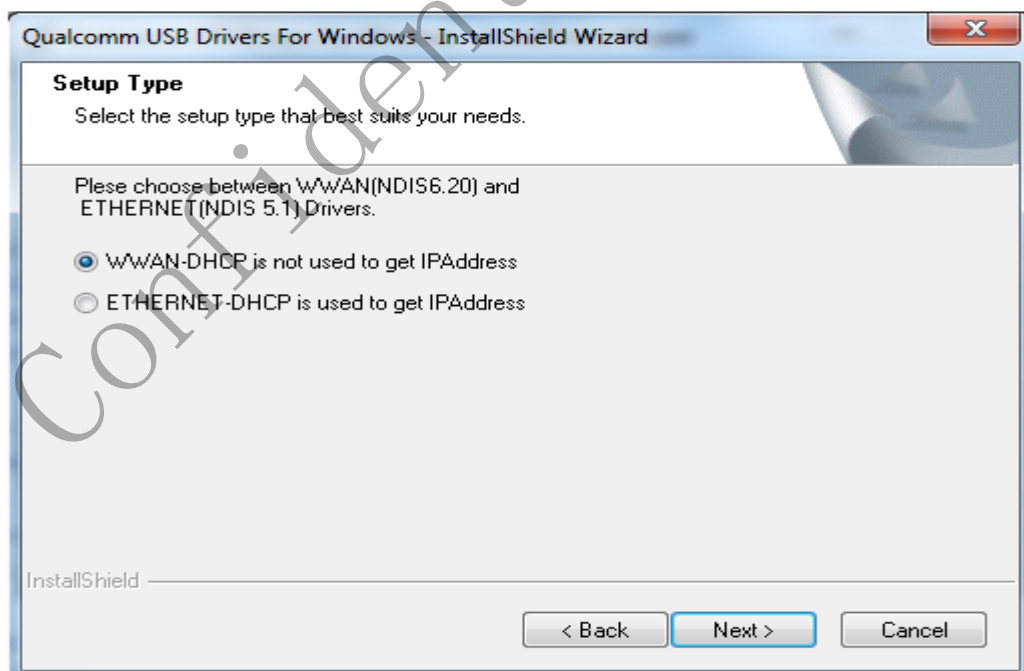 Qualcomm USB Drivers For Windows - InstallShield Wizard
Setup Type
Select the setup type that best suits your needs.
Plese choose between WWAN(NDIS6.20) and
ETHERNET(NDIS 5.1) Drivers.
WWAN-DHCP is not used to get IPAddress
ETHERNET-DHCP is used to get IPAddress
InstallShield
< Back
Next >
Cancel
Confiden